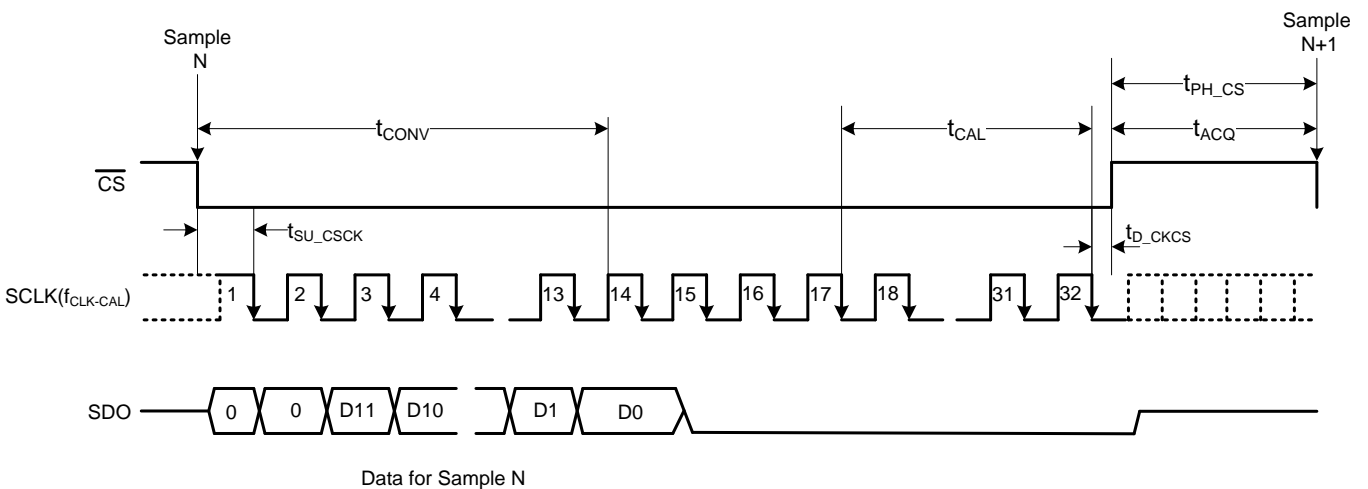 Sample
N
Sample
N+1
tPH_CS
tCONV
tCAL
tACQ
CS
tSU_CSCK
tD_CKCS
SCLK(fCLK-CAL)
1 2 3 4 13 14 15 16 17 18 31 32
SDO
0 0 D11 D10 D1 D0
Data for Sample N